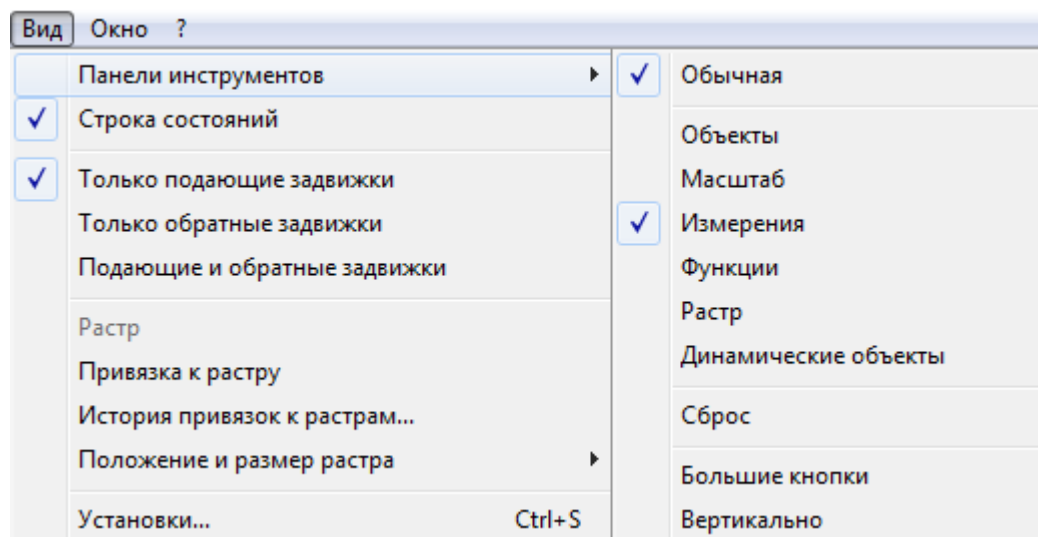 Вид Окно ?
Панели инструментов
Строка состояний
Только подающие задвижки
Только обратные задвижки
Подающие и обратные задвижки
Растр
Привязка к растру
История привязок к растрам...
Положение и размер растра
Установки... Ctrl+S
Обычная
Объекты
Масштаб
Измерения
Функции
Растр
Динамические объекты
Сброс
Большие кнопки
Вертикально